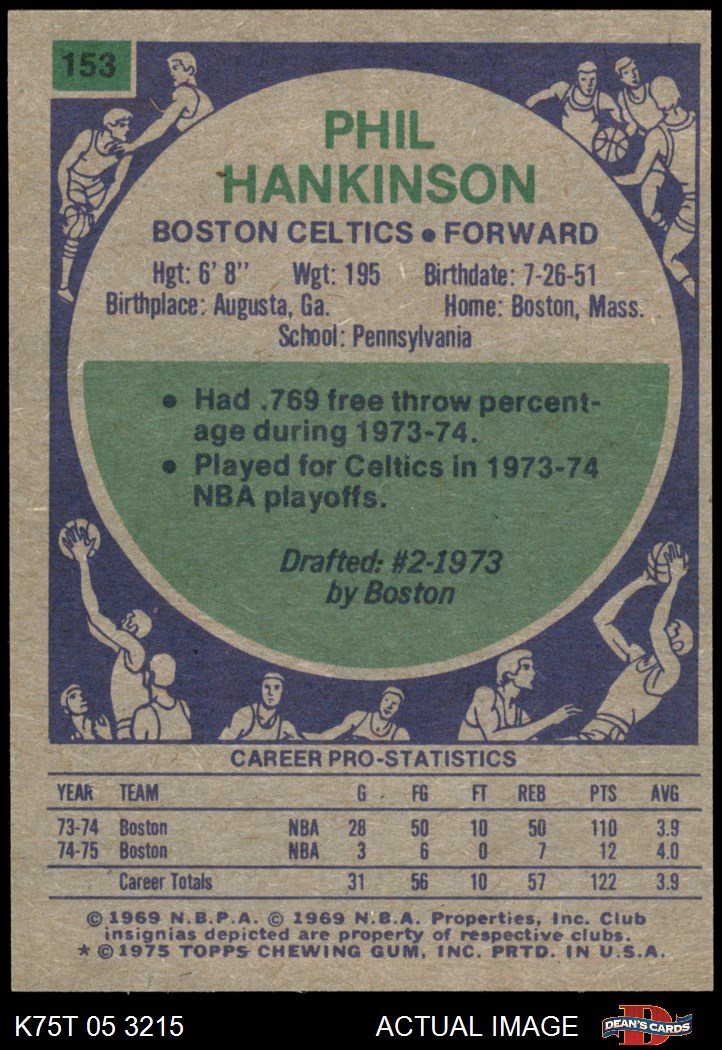 153
PHIL
HANKINSON
BOSTON CELTICS • FORWARD
Hgt: 6' 8" Wgt: 195 Birthdate: 7-26-51
Birthplace: Augusta, Ga. Home: Boston, Mass.
School: Pennsylvania
• Had .769 free throw percent-
age during 1973-74.
• Played for Celtics in 1973-74
NBA playoffs.
Drafted: #2-1973
by Boston
CAREER PRO-STATISTICS
YEAR TEAM G FG FT REB PTS AVG
73-74 Boston NBA 28 50 10 50 110 3.9
74-75 Boston NBA 3 6 0 7 12 4.0
Career Totals 31 56 10 57 122 3.9
© 1969 N.B.P.A. © 1969 N.B.A. Properties, Inc. Club
insignias depicted are property of respective clubs.
* © 1975 TOPPS CHEWING GUM, INC. PRTD. IN U.S.A.
K75T 05 3215 ACTUAL IMAGE D DEAN'S CARDS